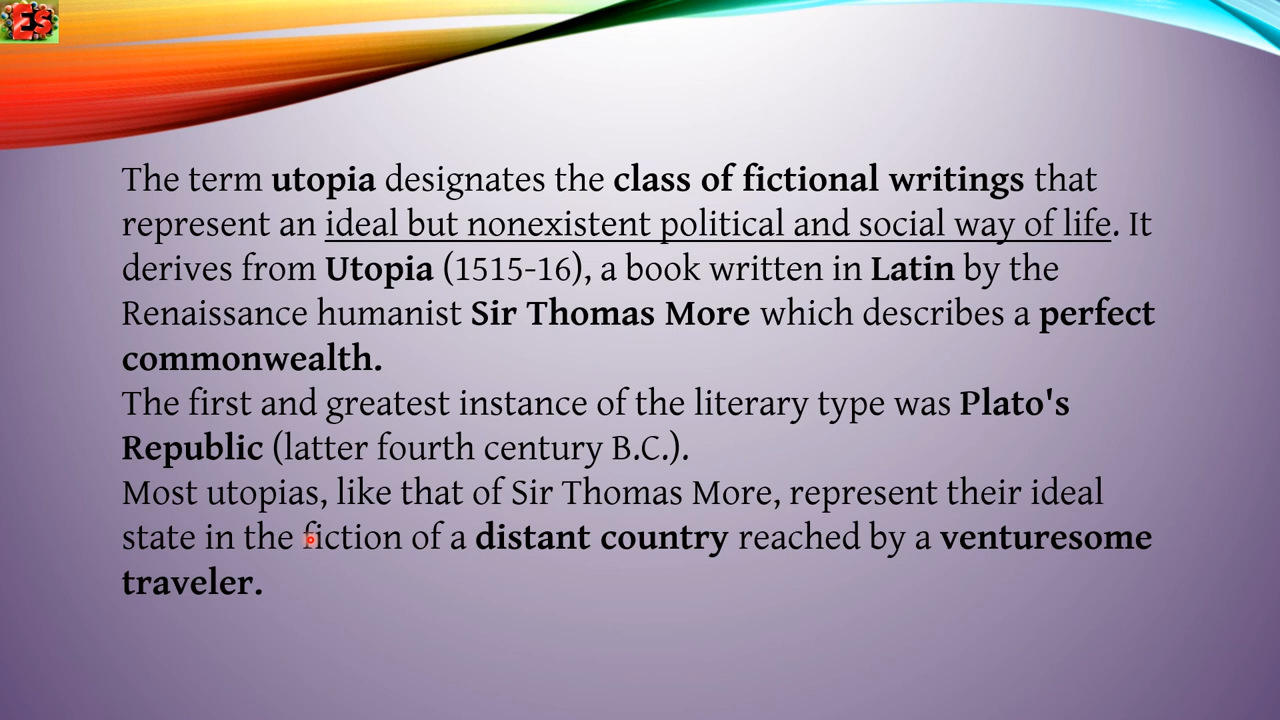 ES
The term utopia designates the class of fictional writings that
represent an ideal but nonexistent political and social way of life. It
derives from Utopia (1515-16), a book written in Latin by the
Renaissance humanist Sir Thomas More which describes a perfect
commonwealth.
The first and greatest instance of the literary type was Plato's
Republic (latter fourth century B.C.).
Most utopias, like that of Sir Thomas More, represent their ideal
state in the fiction of a distant country reached by a venturesome
traveler.